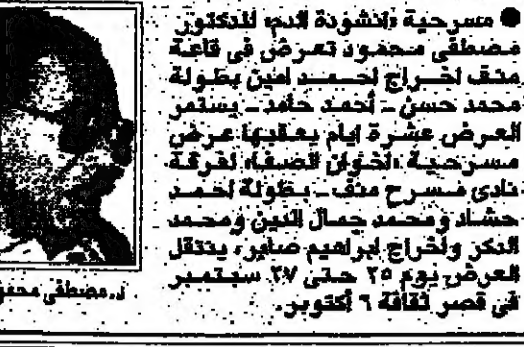 ● مسرحية «انشودة الدم» للدكتور
مصطفى محمود تعرض فى قاعة
منف اخراج احمد امين بطولة
محمد حسن - أحمد حامد - يستمر
العرض عشرة ايام يعقبها عرض
مسرحية «اخوان الصفا» لفرقة
نادى مسرح منف - بطولة احمد
حشاد ومحمد جمال الدين ومحمد
النكز واخراج ابراهيم صابر، ينتقل
العرض يوم ٢٥ حتى ٢٧ سبتمبر
فى قصر ثقافة ٦ أكتوبر.
د. مصطفى محمود